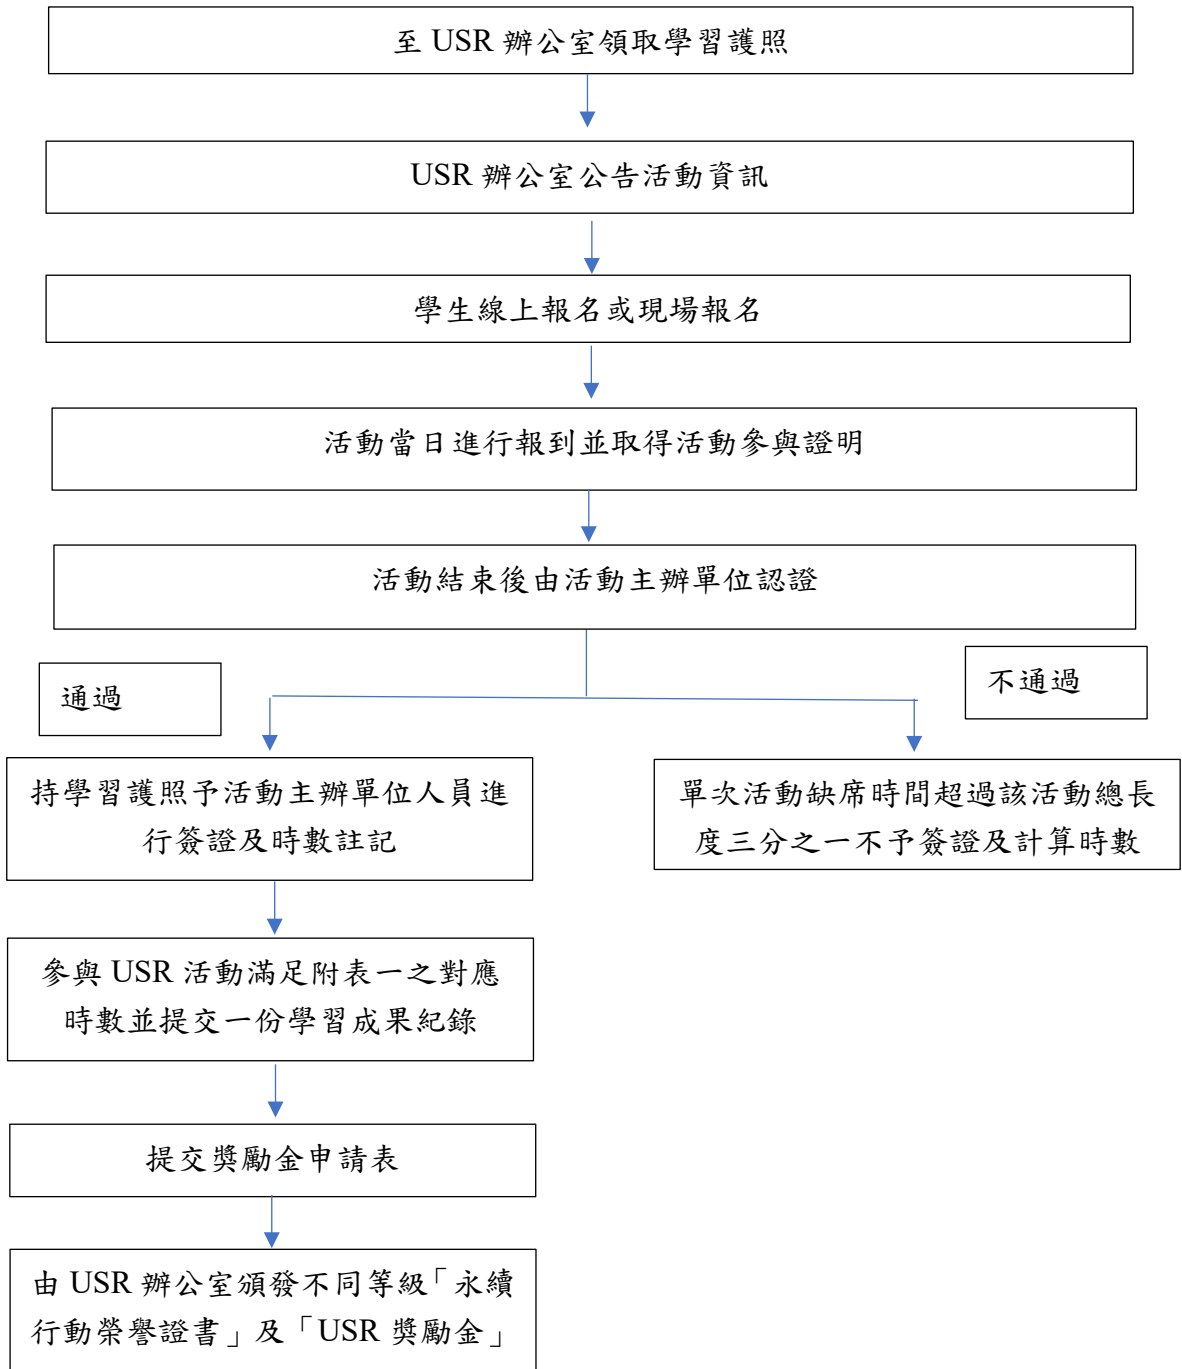 至 USR 辦公室領取學習護照
USR 辦公室公告活動資訊
學生線上報名或現場報名
活動當日進行報到並取得活動參與證明
活動結束後由活動主辦單位認證
通過
不通過
持學習護照予活動主辦單位人員進
行簽證及時數註記
單次活動缺席時間超過該活動總長
度三分之一不予簽證及計算時數
參與 USR 活動滿足附表一之對應
時數並提交一份學習成果紀錄
提交獎勵金申請表
由 USR 辦公室頒發不同等級「永續
行動榮譽證書」及「USR 獎勵金」